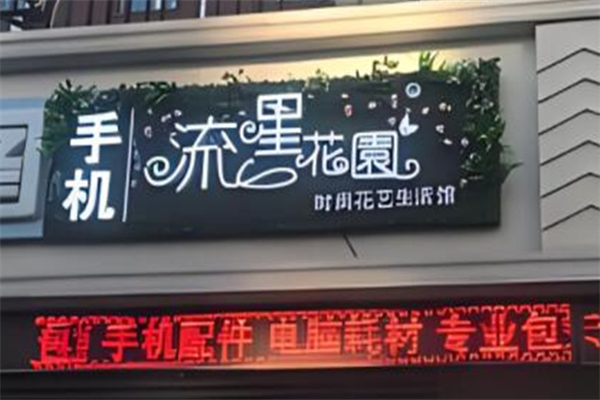 手机
流星花園
时尚花艺生活馆
手机配件 电脑耗材 专业包